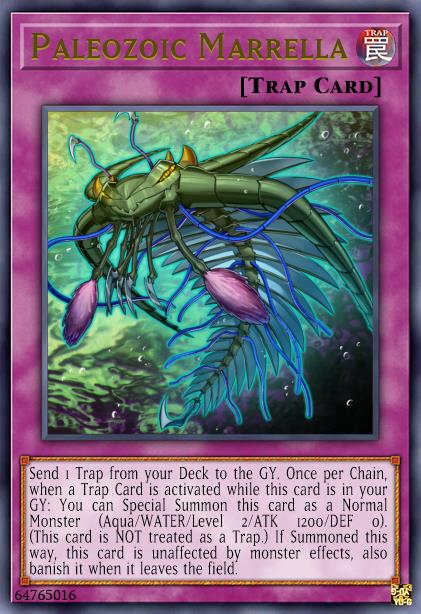 PALEOZOIC MARRELLA
TRAP
罠
[TRAP CARD]
Send 1 Trap from your Deck to the GY. Once per Chain,
when a Trap Card is activated while this card is in your
GY: You can Special Summon this card as a Normal
Monster (Aqua/WATER/Level 2/ATK 1200/DEF 0).
(This card is NOT treated as a Trap.) If Summoned this
way, this card is unaffected by monster effects, also
banish it when it leaves the field.
64765016